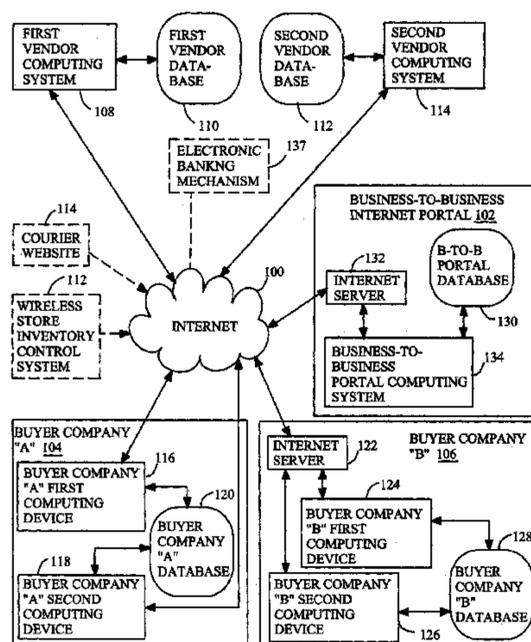 FIRST
VENDOR
COMPUTING
SYSTEM
108
FIRST
VENDOR
DATA-
BASE
110
SECOND
VENDOR
DATA-
BASE
112
SECOND
VENDOR
COMPUTING
SYSTEM
114
ELECTRONIC
BANKNG
MECHANISM
137
114
COURIER
WEBSITE
112
WIRELESS
STORE
INVENTORY
CONTROL
SYSTEM
100
INTERNET
BUSINESS-TO-BUSINESS
INTERNET PORTAL 102
132
INTERNET
SERVER
B-TO-B
PORTAL
DATABASE
130
BUSINESS-TO-
BUSINESS
PORTAL COMPUTING
SYSTEM
134
BUYER COMPANY
"A" 104
116
BUYER COMPANY
"A" FIRST
COMPUTING
DEVICE
120
BUYER
COMPANY
"A"
DATABASE
118
BUYER COMPANY
"A" SECOND
COMPUTING
DEVICE
INTERNET
SERVER
122
BUYER COMPANY
"B" 106
124
BUYER COMPANY
"B" FIRST
COMPUTING
DEVICE
128
BUYER
COMPANY
"B"
DATABASE
BUYER COMPANY
"B" SECOND
COMPUTING
DEVICE
126